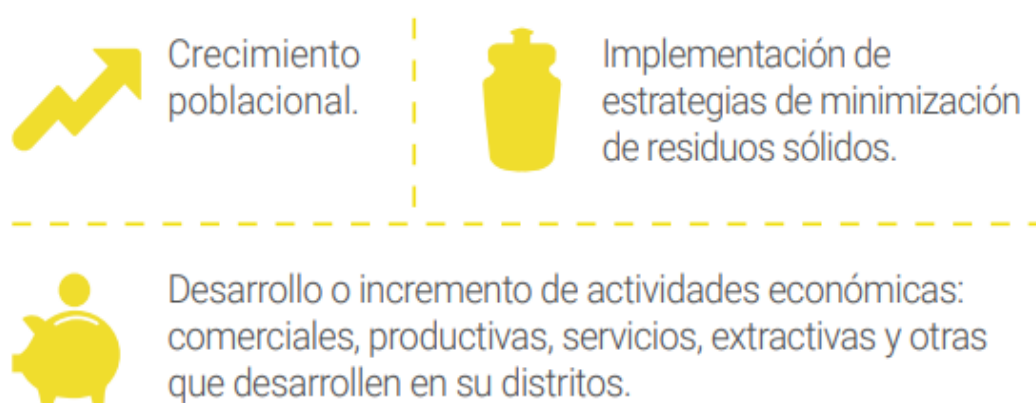 Crecimiento
poblacional.
Implementación de
estrategias de minimización
de residuos sólidos.
Desarrollo o incremento de actividades económicas:
comerciales, productivas, servicios, extractivas y otras
que desarrollen en su distritos.